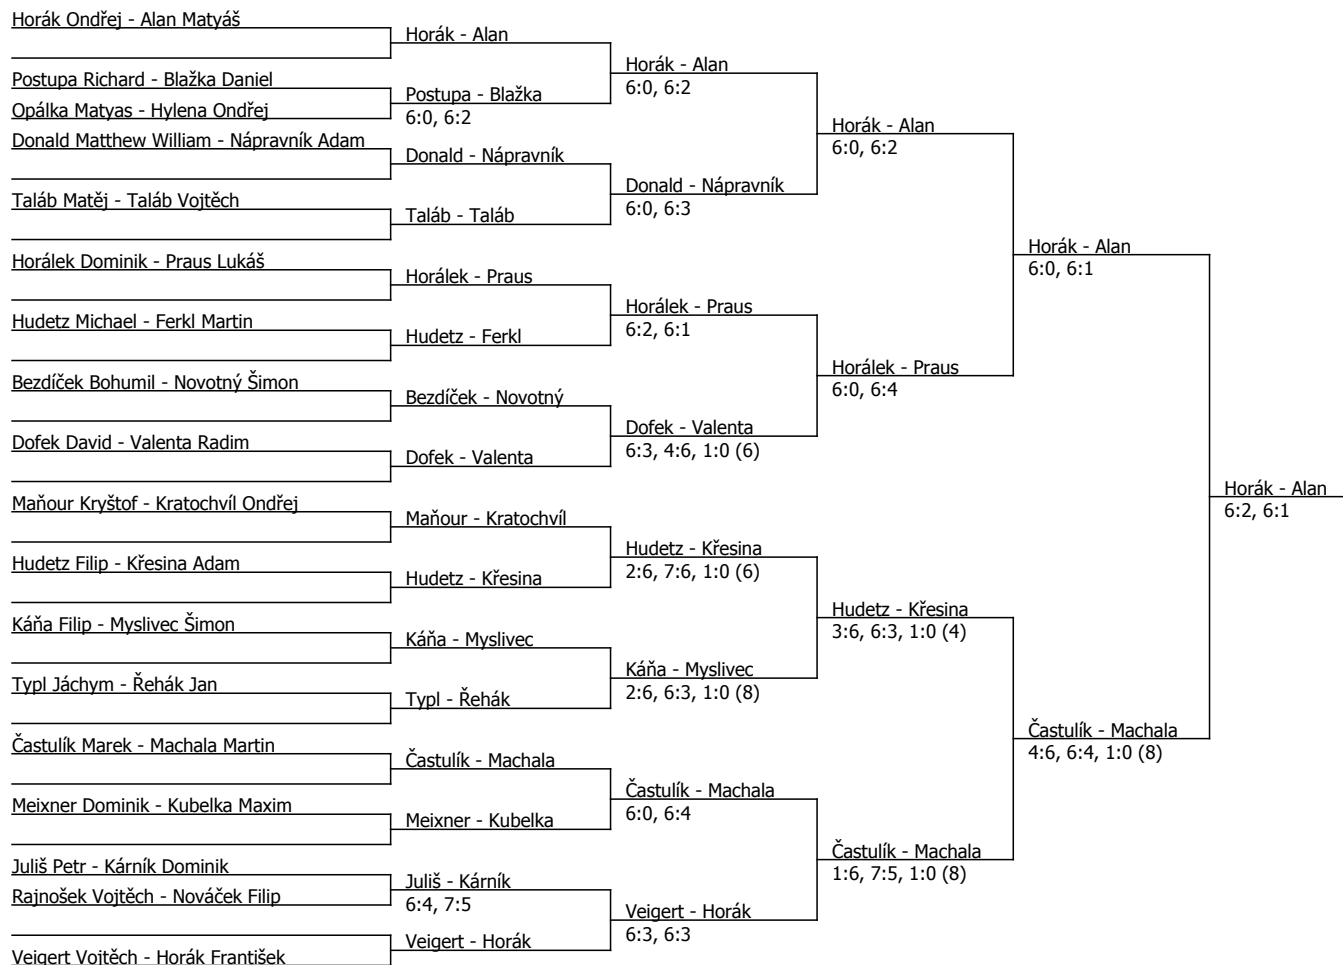 Horák Ondřej - Alan Matyáš
Postupa Richard - Blažka Daniel
Opálka Matyas - Hylena Ondřej
Donald Matthew William - Nápravník Adam
Taláb Matěj - Taláb Vojtěch
Horálek Dominik - Praus Lukáš
Hudetz Michael - Ferkl Martin
Bezdíček Bohumil - Novotný Šimon
Dofek David - Valenta Radim
Maňour Kryštof - Kratochvíl Ondřej
Hudetz Filip - Křesina Adam
Káňa Filip - Myslivec Šimon
Typl Jáchym - Řehák Jan
Častulík Marek - Machala Martin
Meixner Dominik - Kubelka Maxim
Juliš Petr - Kárník Dominik
Rajnošek Vojtěch - Nováček Filip
Veigert Vojtěch - Horák František
Horák - Alan
Postupa - Blažka
6:0, 6:2
Donald - Nápravník
Taláb - Taláb
Horálek - Praus
Hudetz - Ferkl
Bezdíček - Novotný
Dofek - Valenta
Maňour - Kratochvíl
Hudetz - Křesina
Káňa - Myslivec
Typl - Řehák
Častulík - Machala
Meixner - Kubelka
Juliš - Kárník
6:4, 7:5
Veigert - Horák
Horák - Alan
6:0, 6:2
Donald - Nápravník
6:0, 6:3
Horálek - Praus
6:2, 6:1
Dofek - Valenta
6:3, 4:6, 1:0 (6)
Hudetz - Křesina
2:6, 7:6, 1:0 (6)
Káňa - Myslivec
2:6, 6:3, 1:0 (8)
Častulík - Machala
6:0, 6:4
Veigert - Horák
6:3, 6:3
Horák - Alan
6:0, 6:2
Horálek - Praus
6:0, 6:4
Hudetz - Křesina
3:6, 6:3, 1:0 (4)
Častulík - Machala
1:6, 7:5, 1:0 (8)
Horák - Alan
6:0, 6:1
Častulík - Machala
4:6, 6:4, 1:0 (8)
Horák - Alan
6:2, 6:1